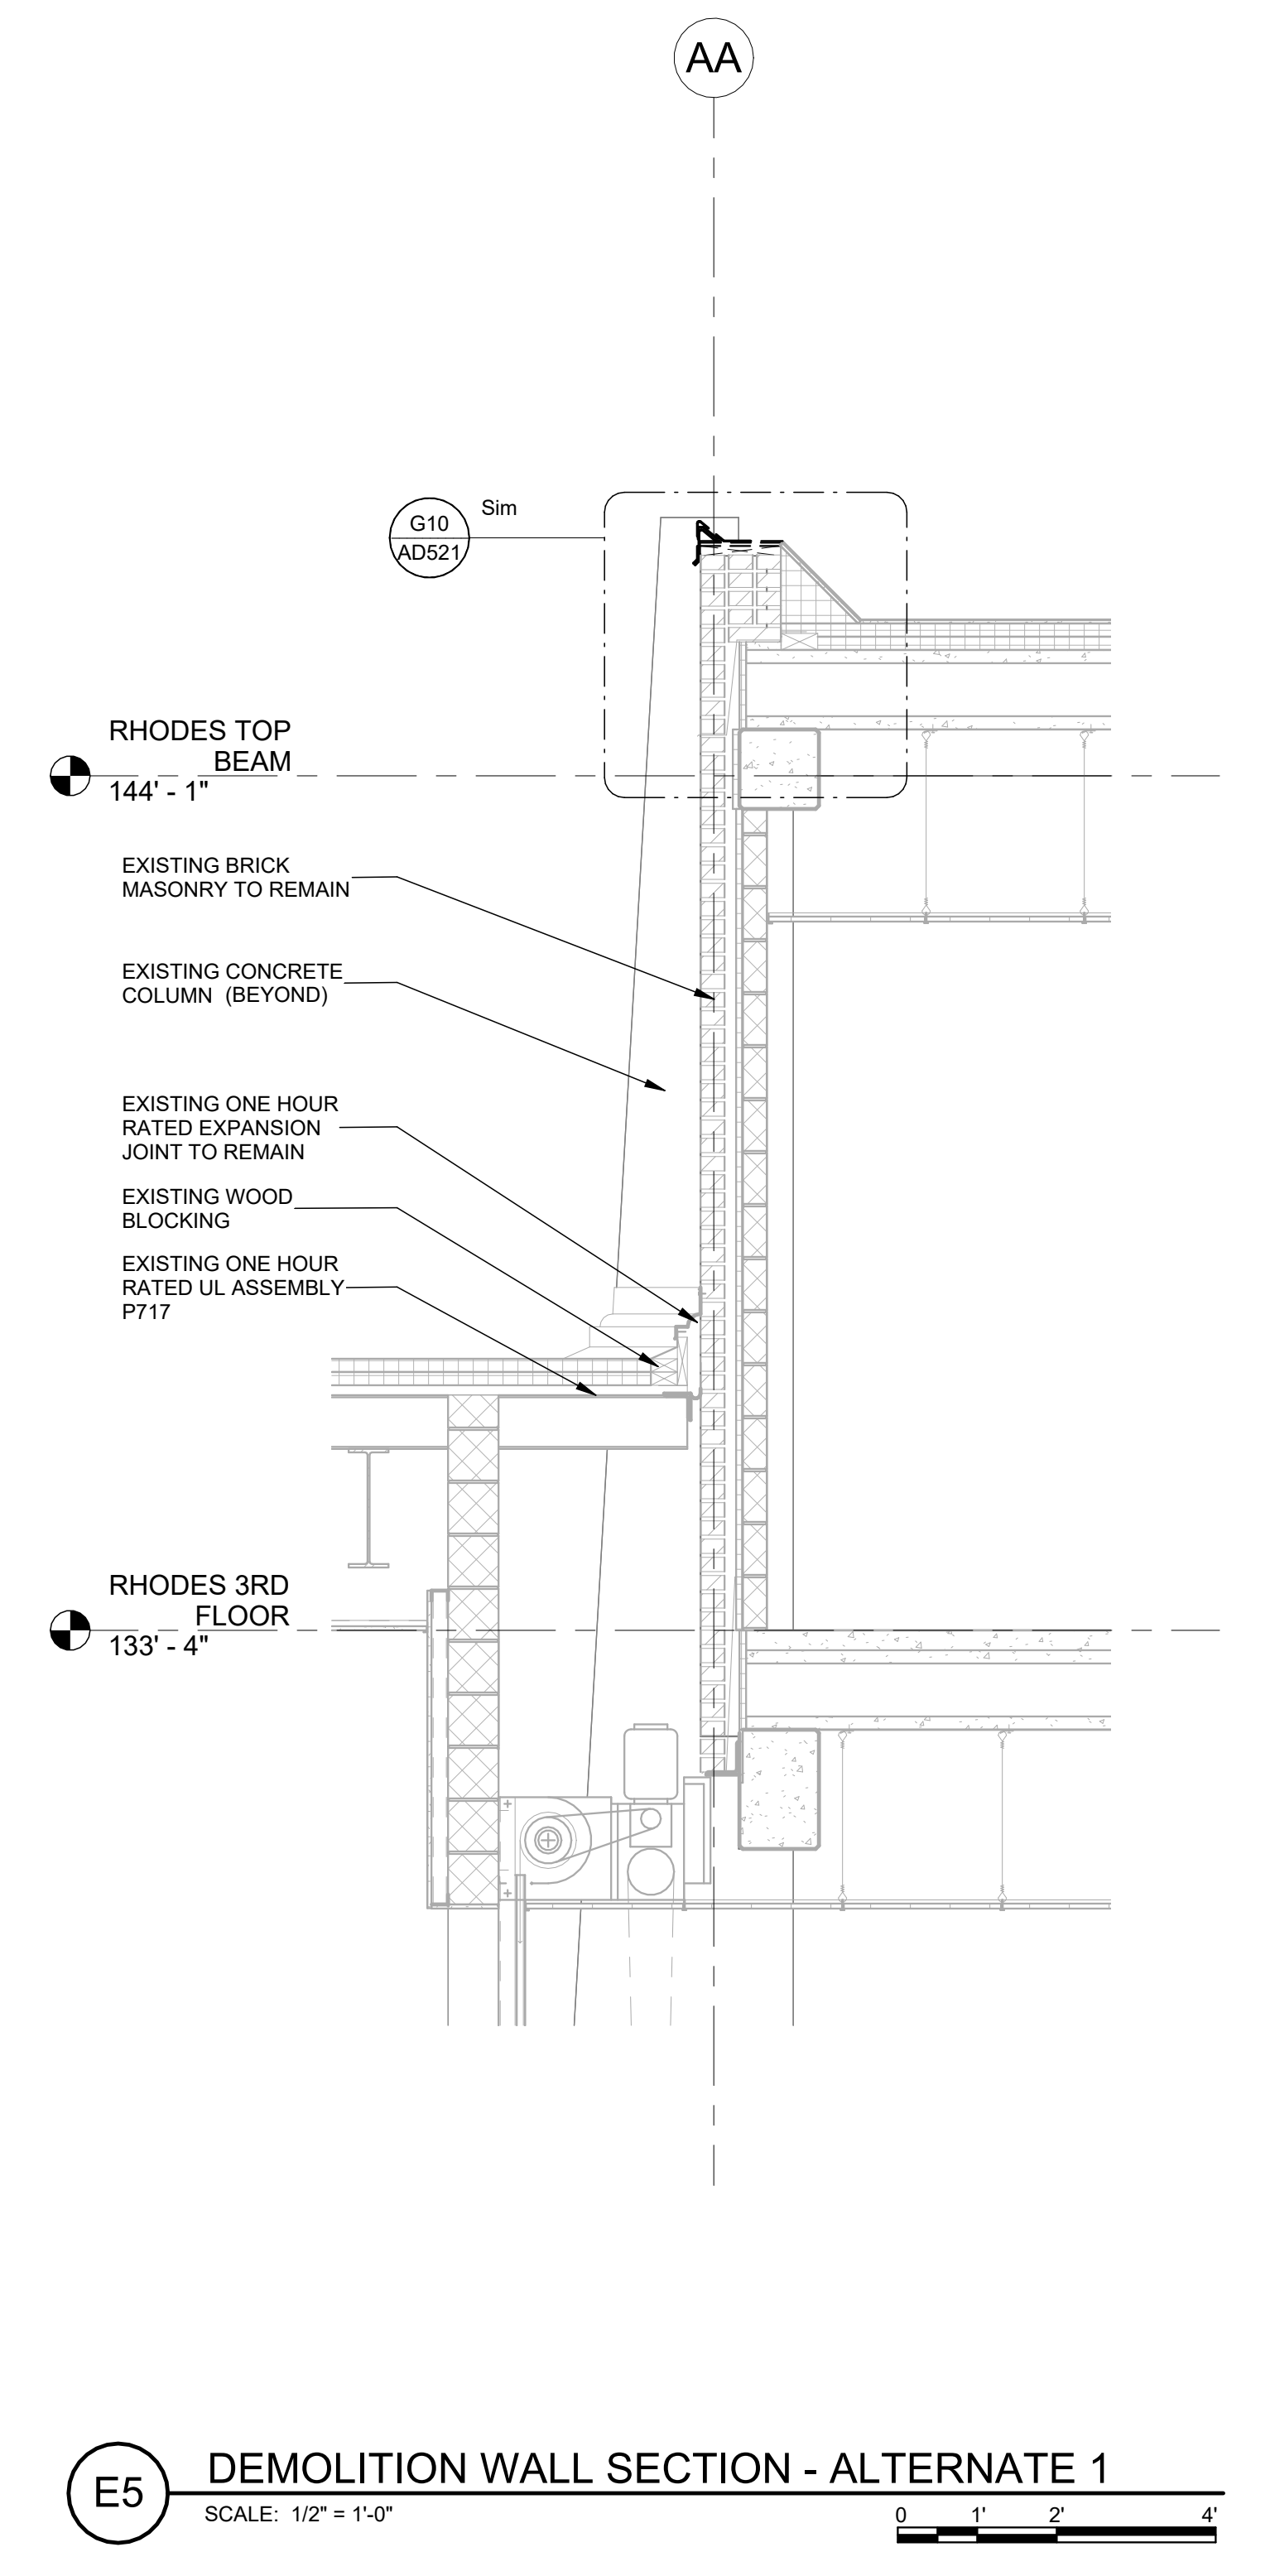 AA
G10
AD521
Sim
RHODES TOP
BEAM
144' - 1"
EXISTING BRICK
MASONRY TO REMAIN
EXISTING CONCRETE
COLUMN (BEYOND)
EXISTING ONE HOUR
RATED EXPANSION
JOINT TO REMAIN
EXISTING WOOD
BLOCKING
EXISTING ONE HOUR
RATED UL ASSEMBLY
P717
RHODES 3RD
FLOOR
133' - 4"
E5
DEMOLITION WALL SECTION - ALTERNATE 1
SCALE: 1/2" = 1'-0"
0 1' 2' 4'